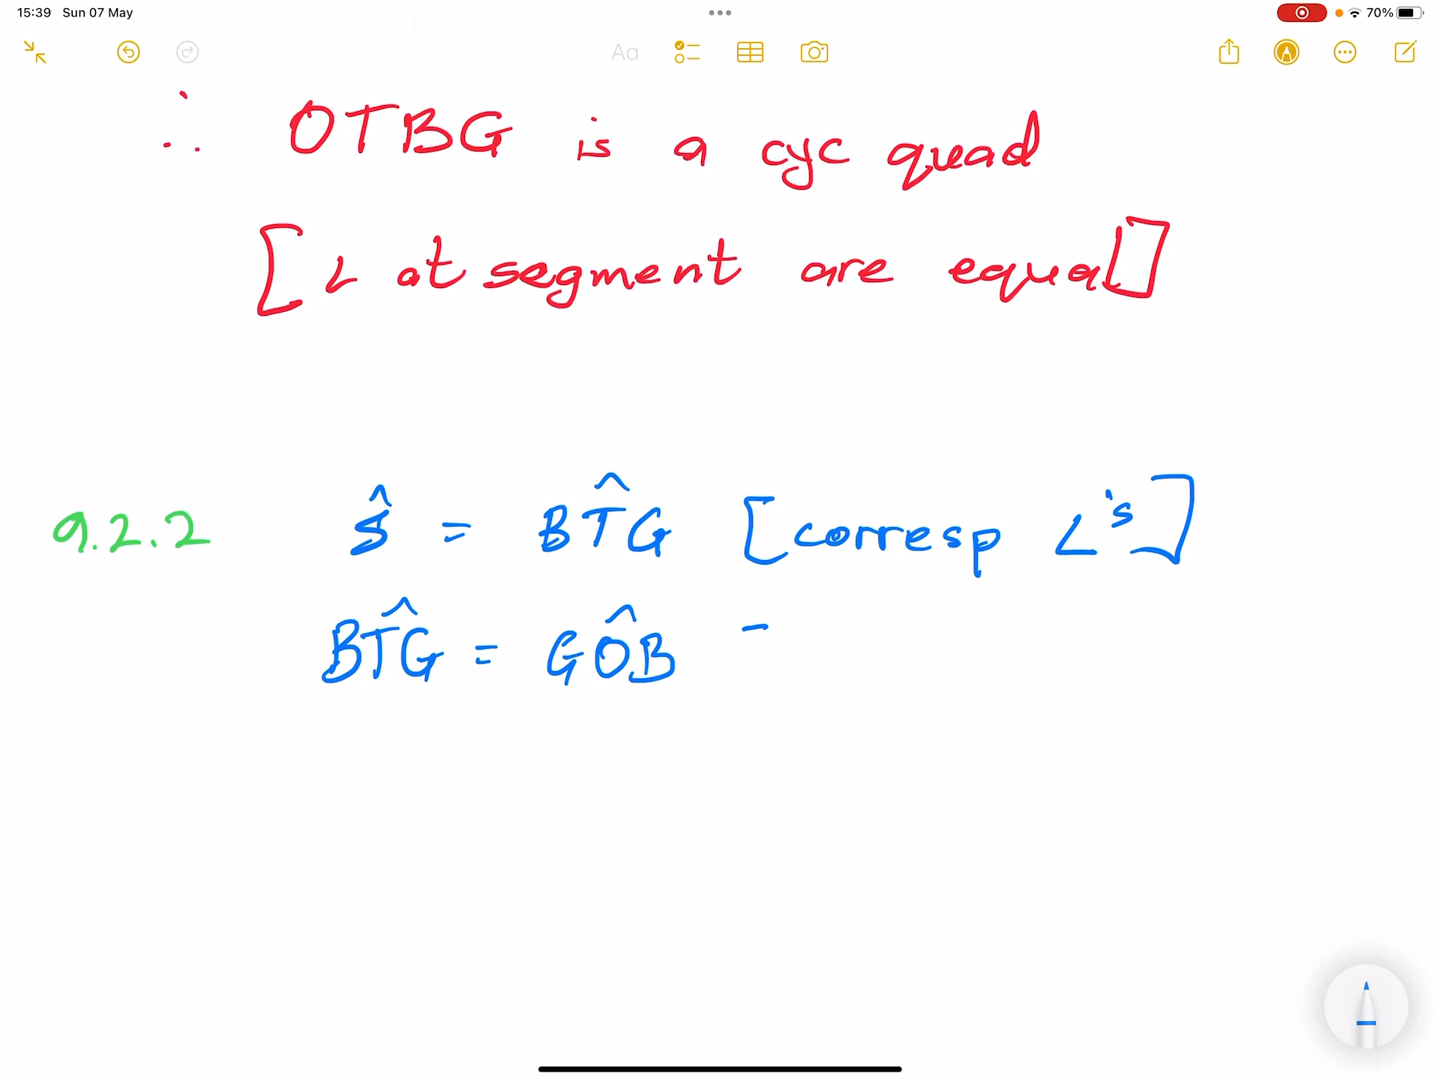 15:39 Sun 07 May
70%
Aa
∴ OTBG is a cyc quad
[∠ at segment are equal]
9.2.2 Ŝ = BT̂G [corresp ∠'s]
BT̂G = GÔB -